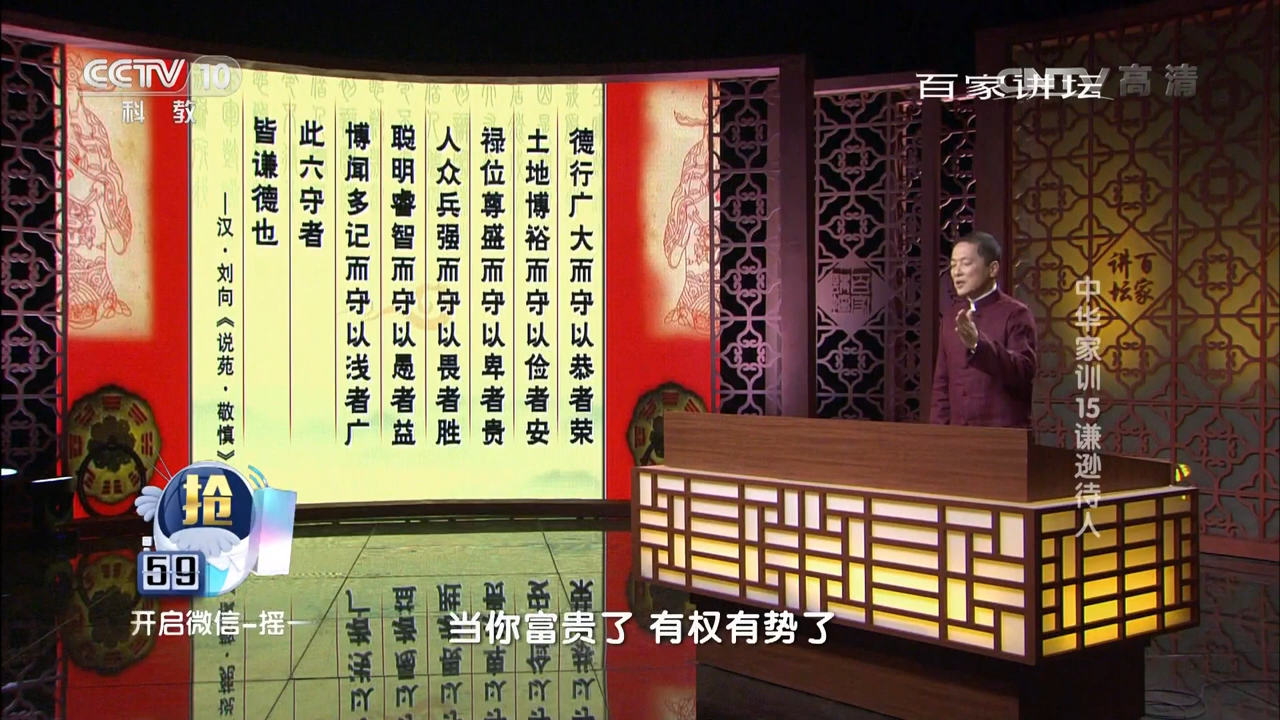 CCTV 10
科教
百家讲坛
CNTV高清
德行广大而守以恭者荣
土地博裕而守以俭者安
禄位尊盛而守以卑者贵
人众兵强而守以畏者胜
聪明睿智而守以愚者益
博闻多记而守以浅者广
此六守者
皆谦德也
—汉·刘向《说苑·敬慎》
百家
讲坛
中华家训15谦逊待人
抢
59
开启微信-摇一
当你富贵了 有权有势了